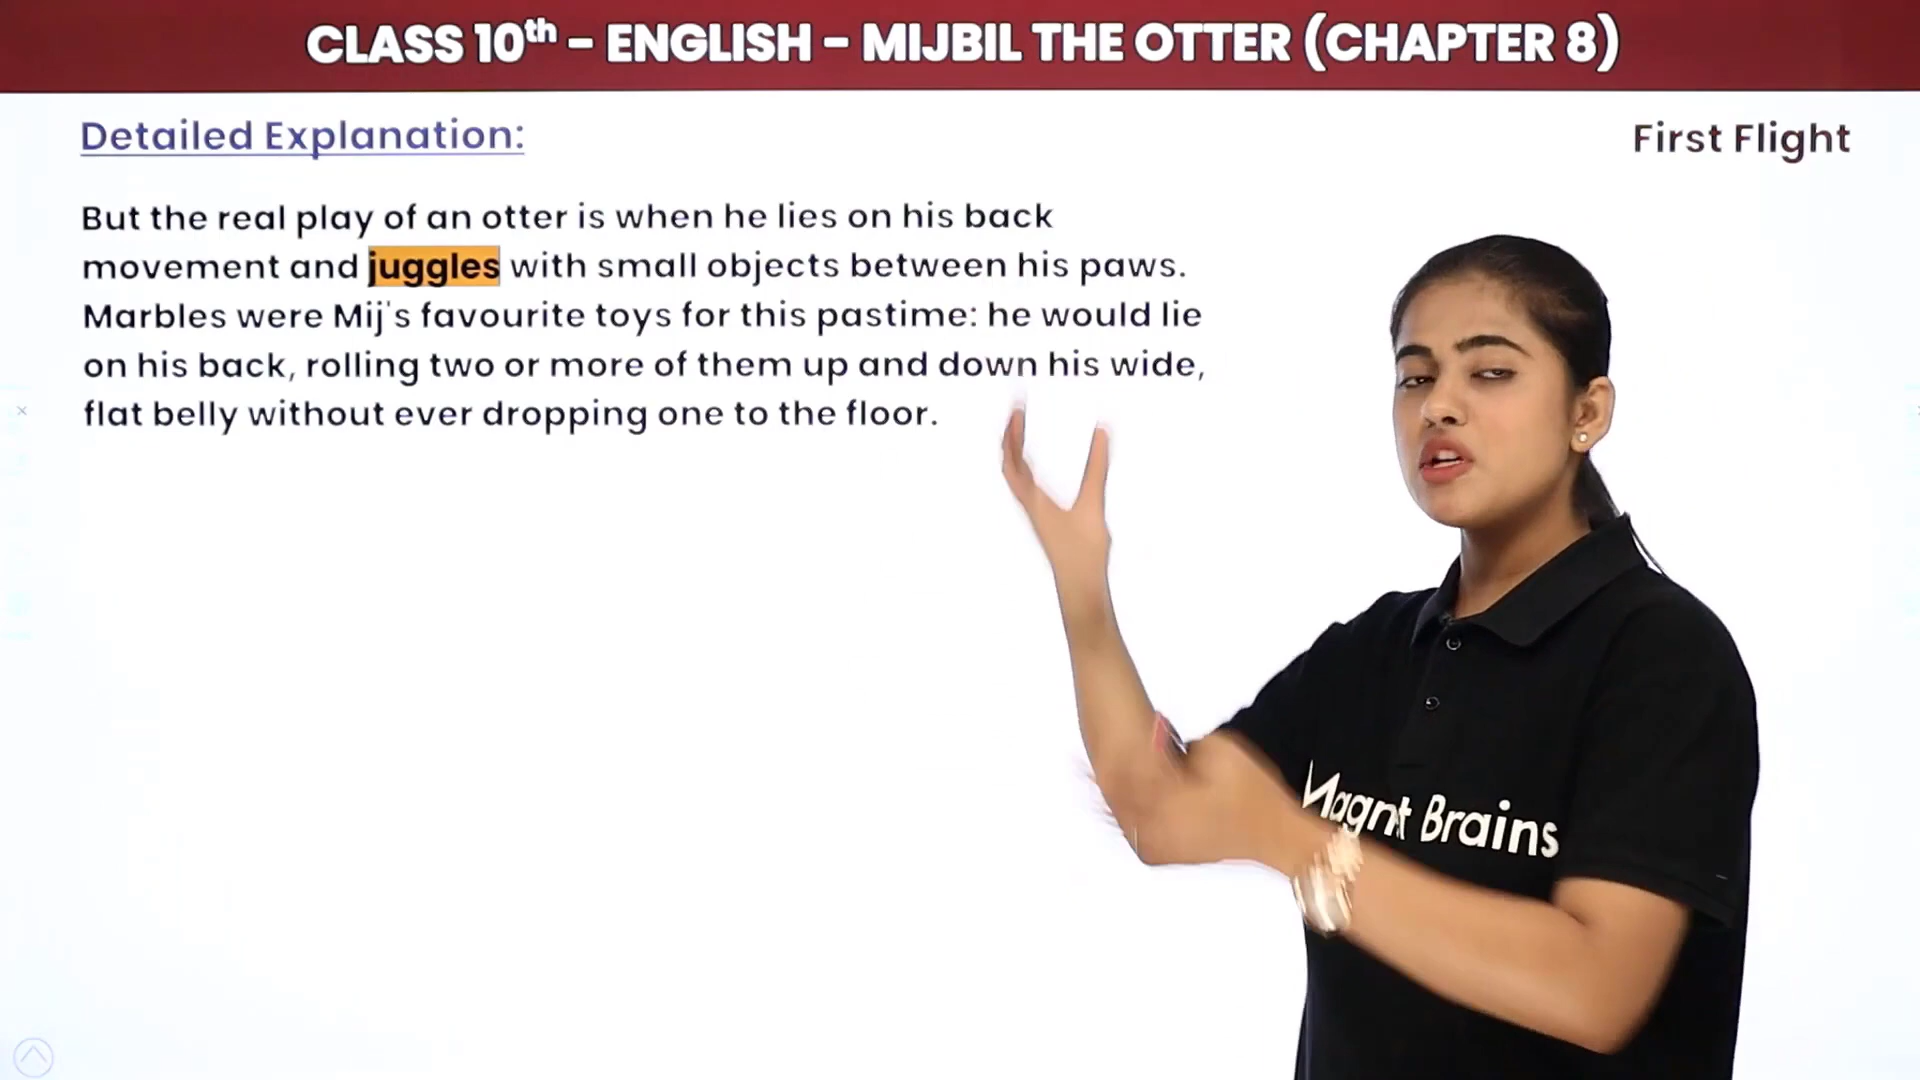 CLASS 10th - ENGLISH - MIJBIL THE OTTER (CHAPTER 8)
Detailed Explanation:
First Flight
But the real play of an otter is when he lies on his back
movement and juggles with small objects between his paws.
Marbles were Mij's favourite toys for this pastime: he would lie
on his back, rolling two or more of them up and down his wide,
flat belly without ever dropping one to the floor.
Magnet Brains